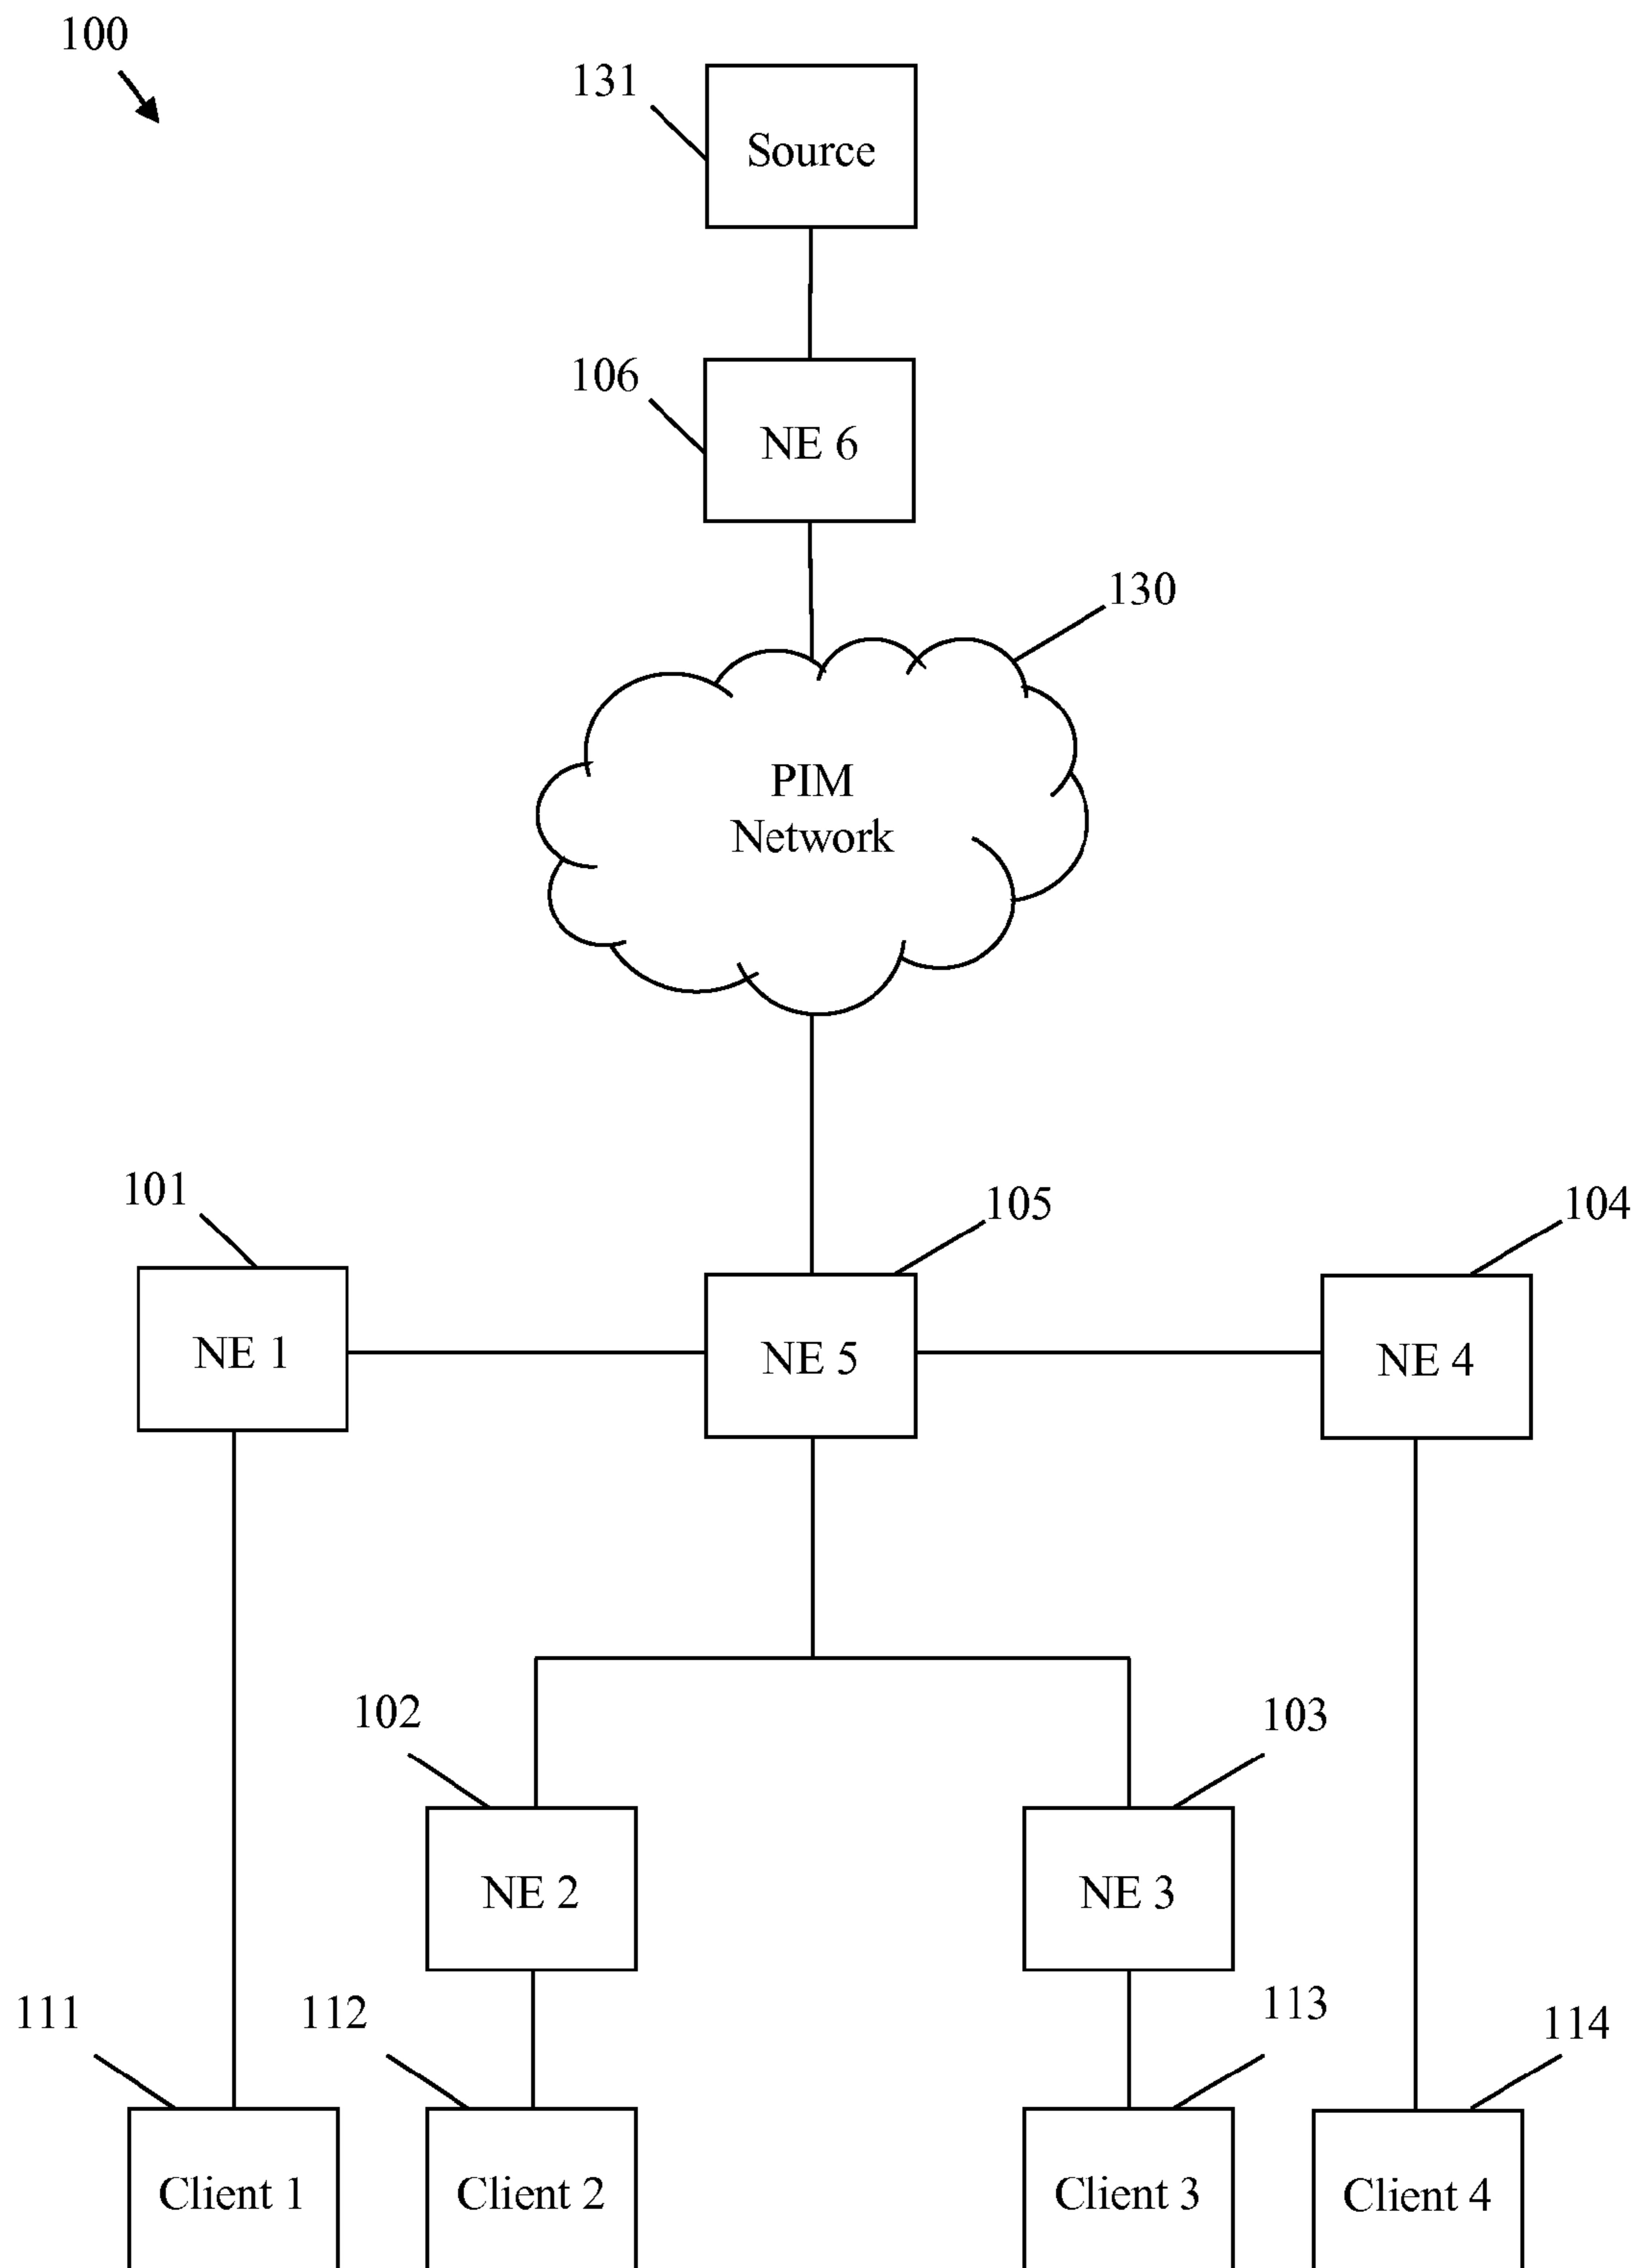 100
131
Source
106
NE 6
130
PIM
Network
101
105
104
NE 1
NE 5
NE 4
102
103
NE 2
NE 3
111
112
113
114
Client 1
Client 2
Client 3
Client 4